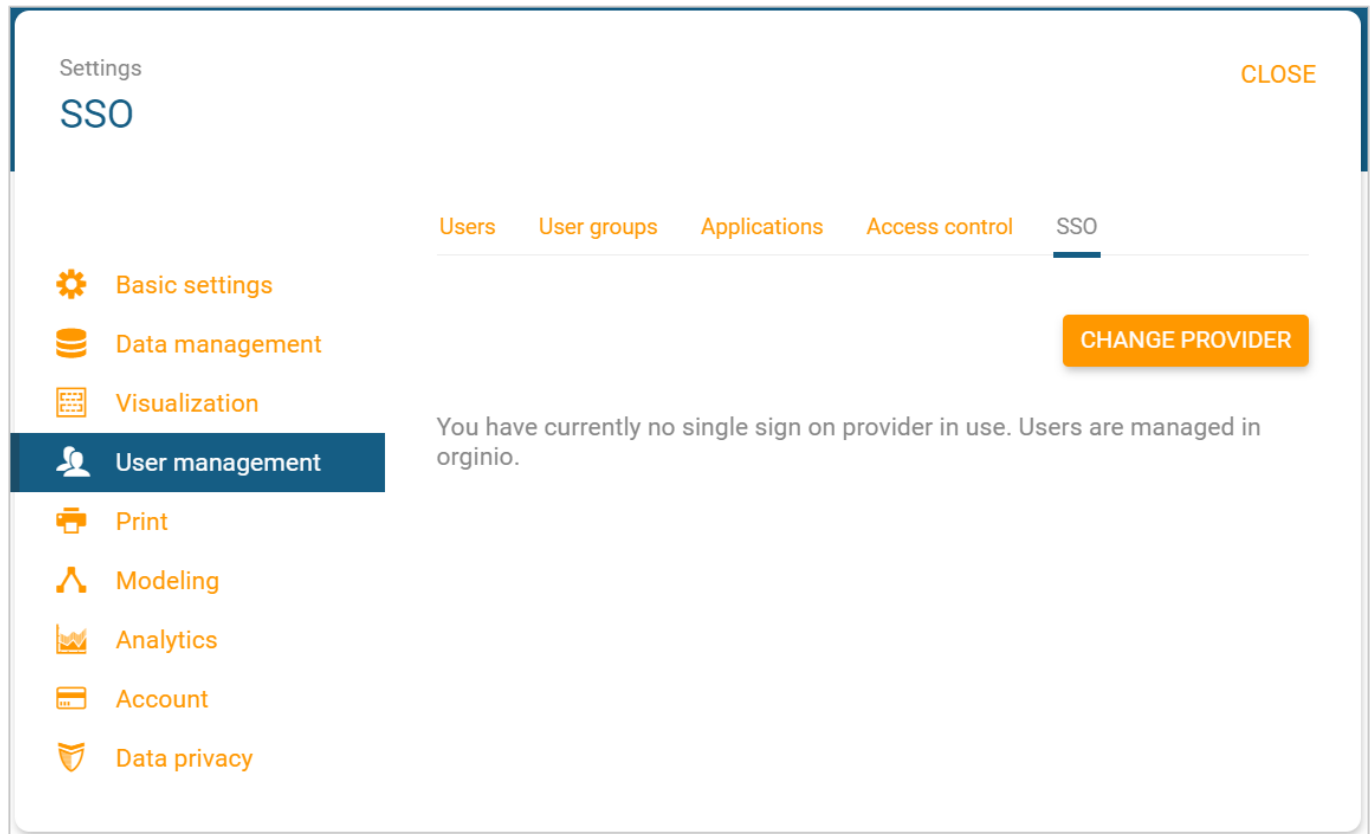 Settings
CLOSE
SSO
Users User groups Applications Access control SSO
Basic settings
Data management
Visualization
User management
Print
Modeling
Analytics
Account
Data privacy
CHANGE PROVIDER
You have currently no single sign on provider in use. Users are managed in
orginio.